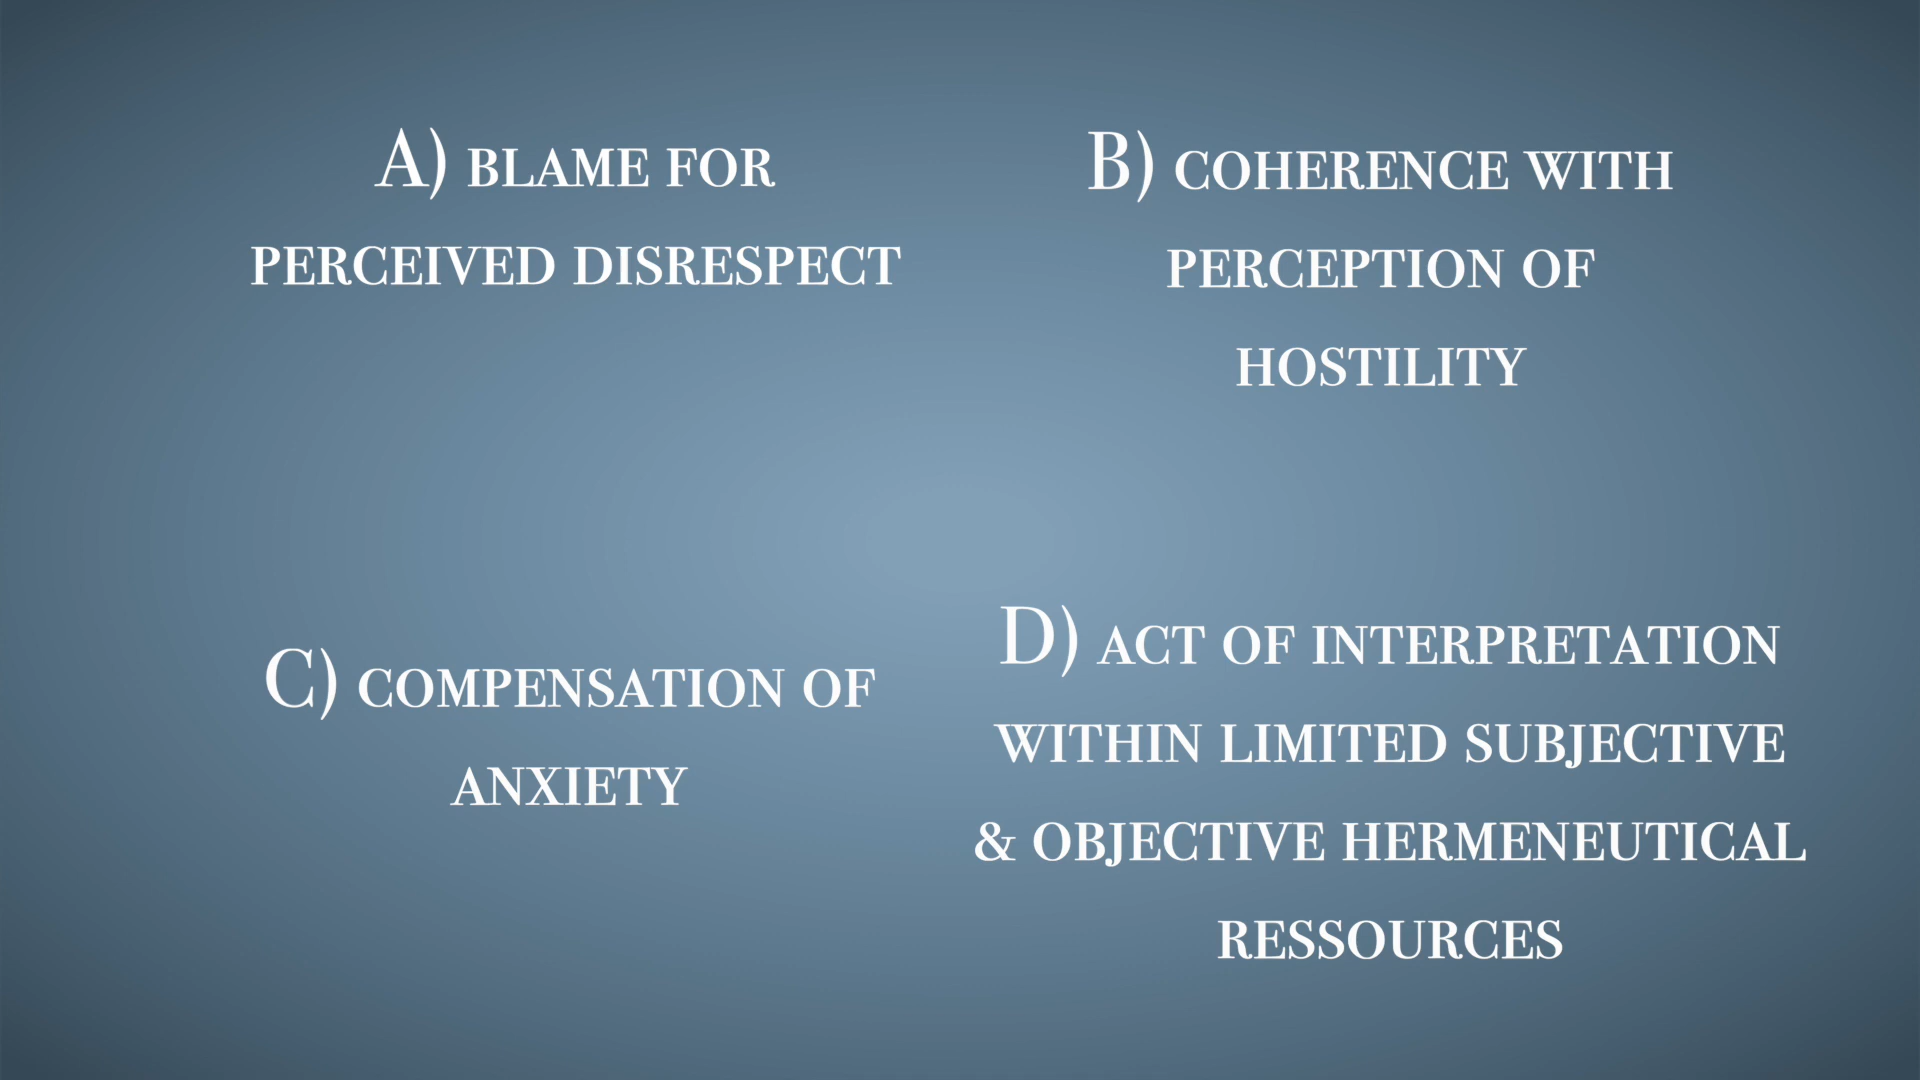 A) BLAME FOR
PERCEIVED DISRESPECT
B) COHERENCE WITH
PERCEPTION OF
HOSTILITY
C) COMPENSATION OF
ANXIETY
D) ACT OF INTERPRETATION
WITHIN LIMITED SUBJECTIVE
& OBJECTIVE HERMENEUTICAL
RESSOURCES